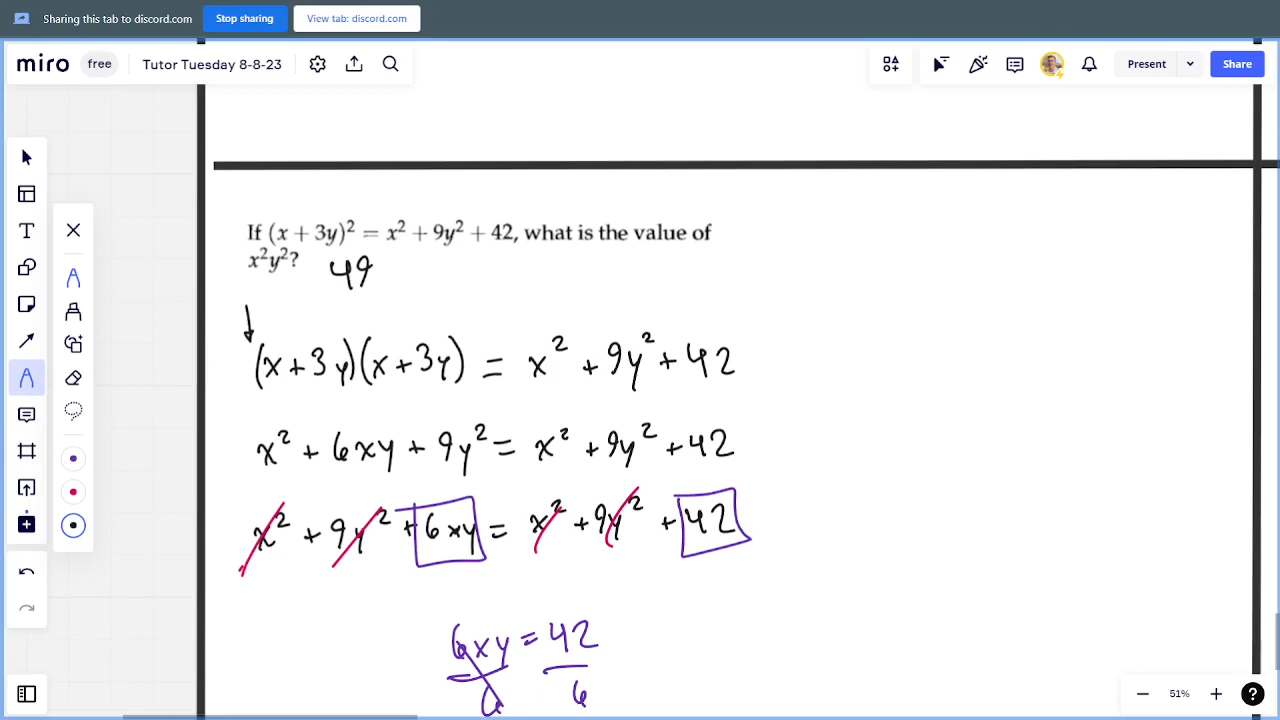 Sharing this tab to discord.com
Stop sharing
View tab: discord.com
miro
free
Tutor Tuesday 8-8-23
Present
Share
If (x + 3y)² = x² + 9y² + 42, what is the value of
x²y²? 49
(x+3y)(x+3y) = x² + 9y² + 42
x² + 6xy + 9y² = x² + 9y² + 42
x² + 9y² + 6xy = x² + 9y² + 42
6xy = 42
6 6
T
51%
?